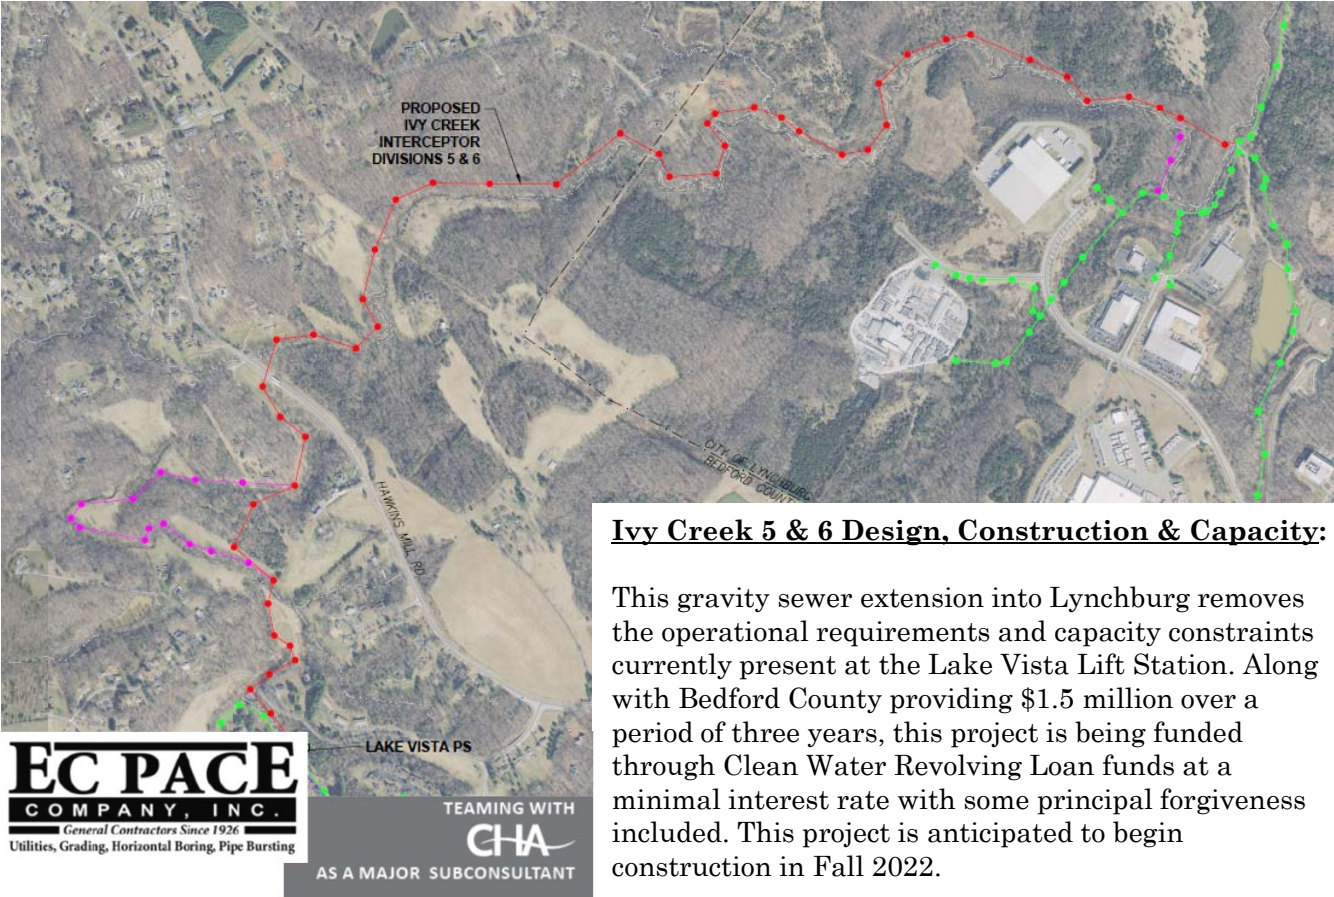 PROPOSED
IVY CREEK
INTERCEPTOR
DIVISIONS 5 & 6
HAWKINS MILL RD
CITY OF LYNCHBURG
BEDFORD COUNTY
LAKE VISTA PS
Ivy Creek 5 & 6 Design, Construction & Capacity:
This gravity sewer extension into Lynchburg removes
the operational requirements and capacity constraints
currently present at the Lake Vista Lift Station. Along
with Bedford County providing $1.5 million over a
period of three years, this project is being funded
through Clean Water Revolving Loan funds at a
minimal interest rate with some principal forgiveness
included. This project is anticipated to begin
construction in Fall 2022.
EC PACE
COMPANY, INC.
General Contractors Since 1926
Utilities, Grading, Horizontal Boring, Pipe Bursting
TEAMING WITH
CHA
AS A MAJOR SUBCONSULTANT